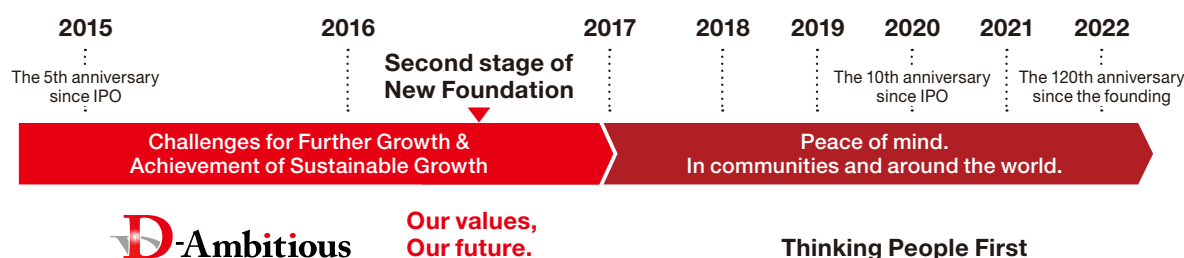 2015 2016 2017 2018 2019 2020 2021 2022
The 5th anniversary
since IPO
Second stage of
New Foundation
The 10th anniversary
since IPO
The 120th anniversary
since the founding
Challenges for Further Growth &
Achievement of Sustainable Growth
Peace of mind.
In communities and around the world.
D-Ambitious
Our values,
Our future.
Thinking People First